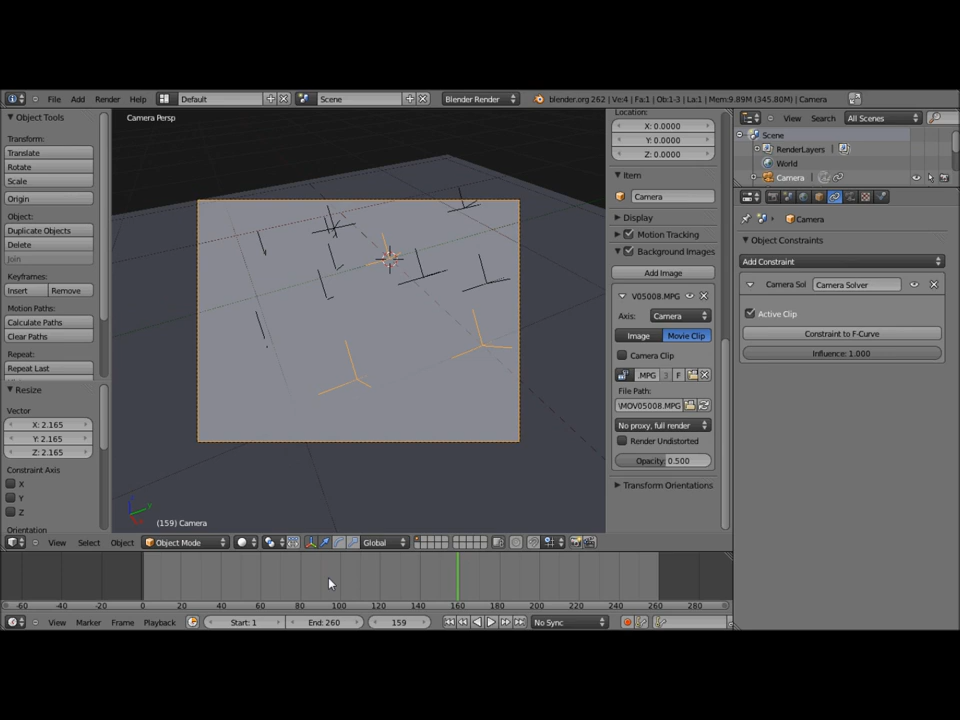 File Add Render Help Default Scene Blender Render blender.org 262 | Ve:4 | Fa:1 | Ob:1-3 | La:1 | Mem:9.89M (345.80M) | Camera
Object Tools
Transform:
Translate
Rotate
Scale
Origin
Object:
Duplicate Objects
Delete
Join
Keyframes:
Insert Remove
Motion Paths:
Calculate Paths
Clear Paths
Repeat:
Repeat Last
Resize
Vector
X: 2.165
Y: 2.165
Z: 2.165
Constraint Axis
X
Y
Z
Orientation
Camera Persp
(159) Camera
Location:
X: 0.0000
Y: 0.0000
Z: 0.0000
Item
Camera
Display
Motion Tracking
Background Images
Add Image
V05008.MPG
Axis: Camera
Image Movie Clip
Camera Clip
.MPG 3 F
File Path:
\MOV05008.MPG
No proxy, full render
Render Undistorted
Opacity: 0.500
Transform Orientations
View Search All Scenes
Scene
RenderLayers
World
Camera
Camera
Object Constraints
Add Constraint
Camera Sol Camera Solver
Active Clip
Constraint to F-Curve
Influence: 1.000
View Select Object Object Mode Global
-60 -40 -20 0 20 40 60 80 100 120 140 160 180 200 220 240 260 280
View Marker Frame Playback Start: 1 End: 260 159 No Sync